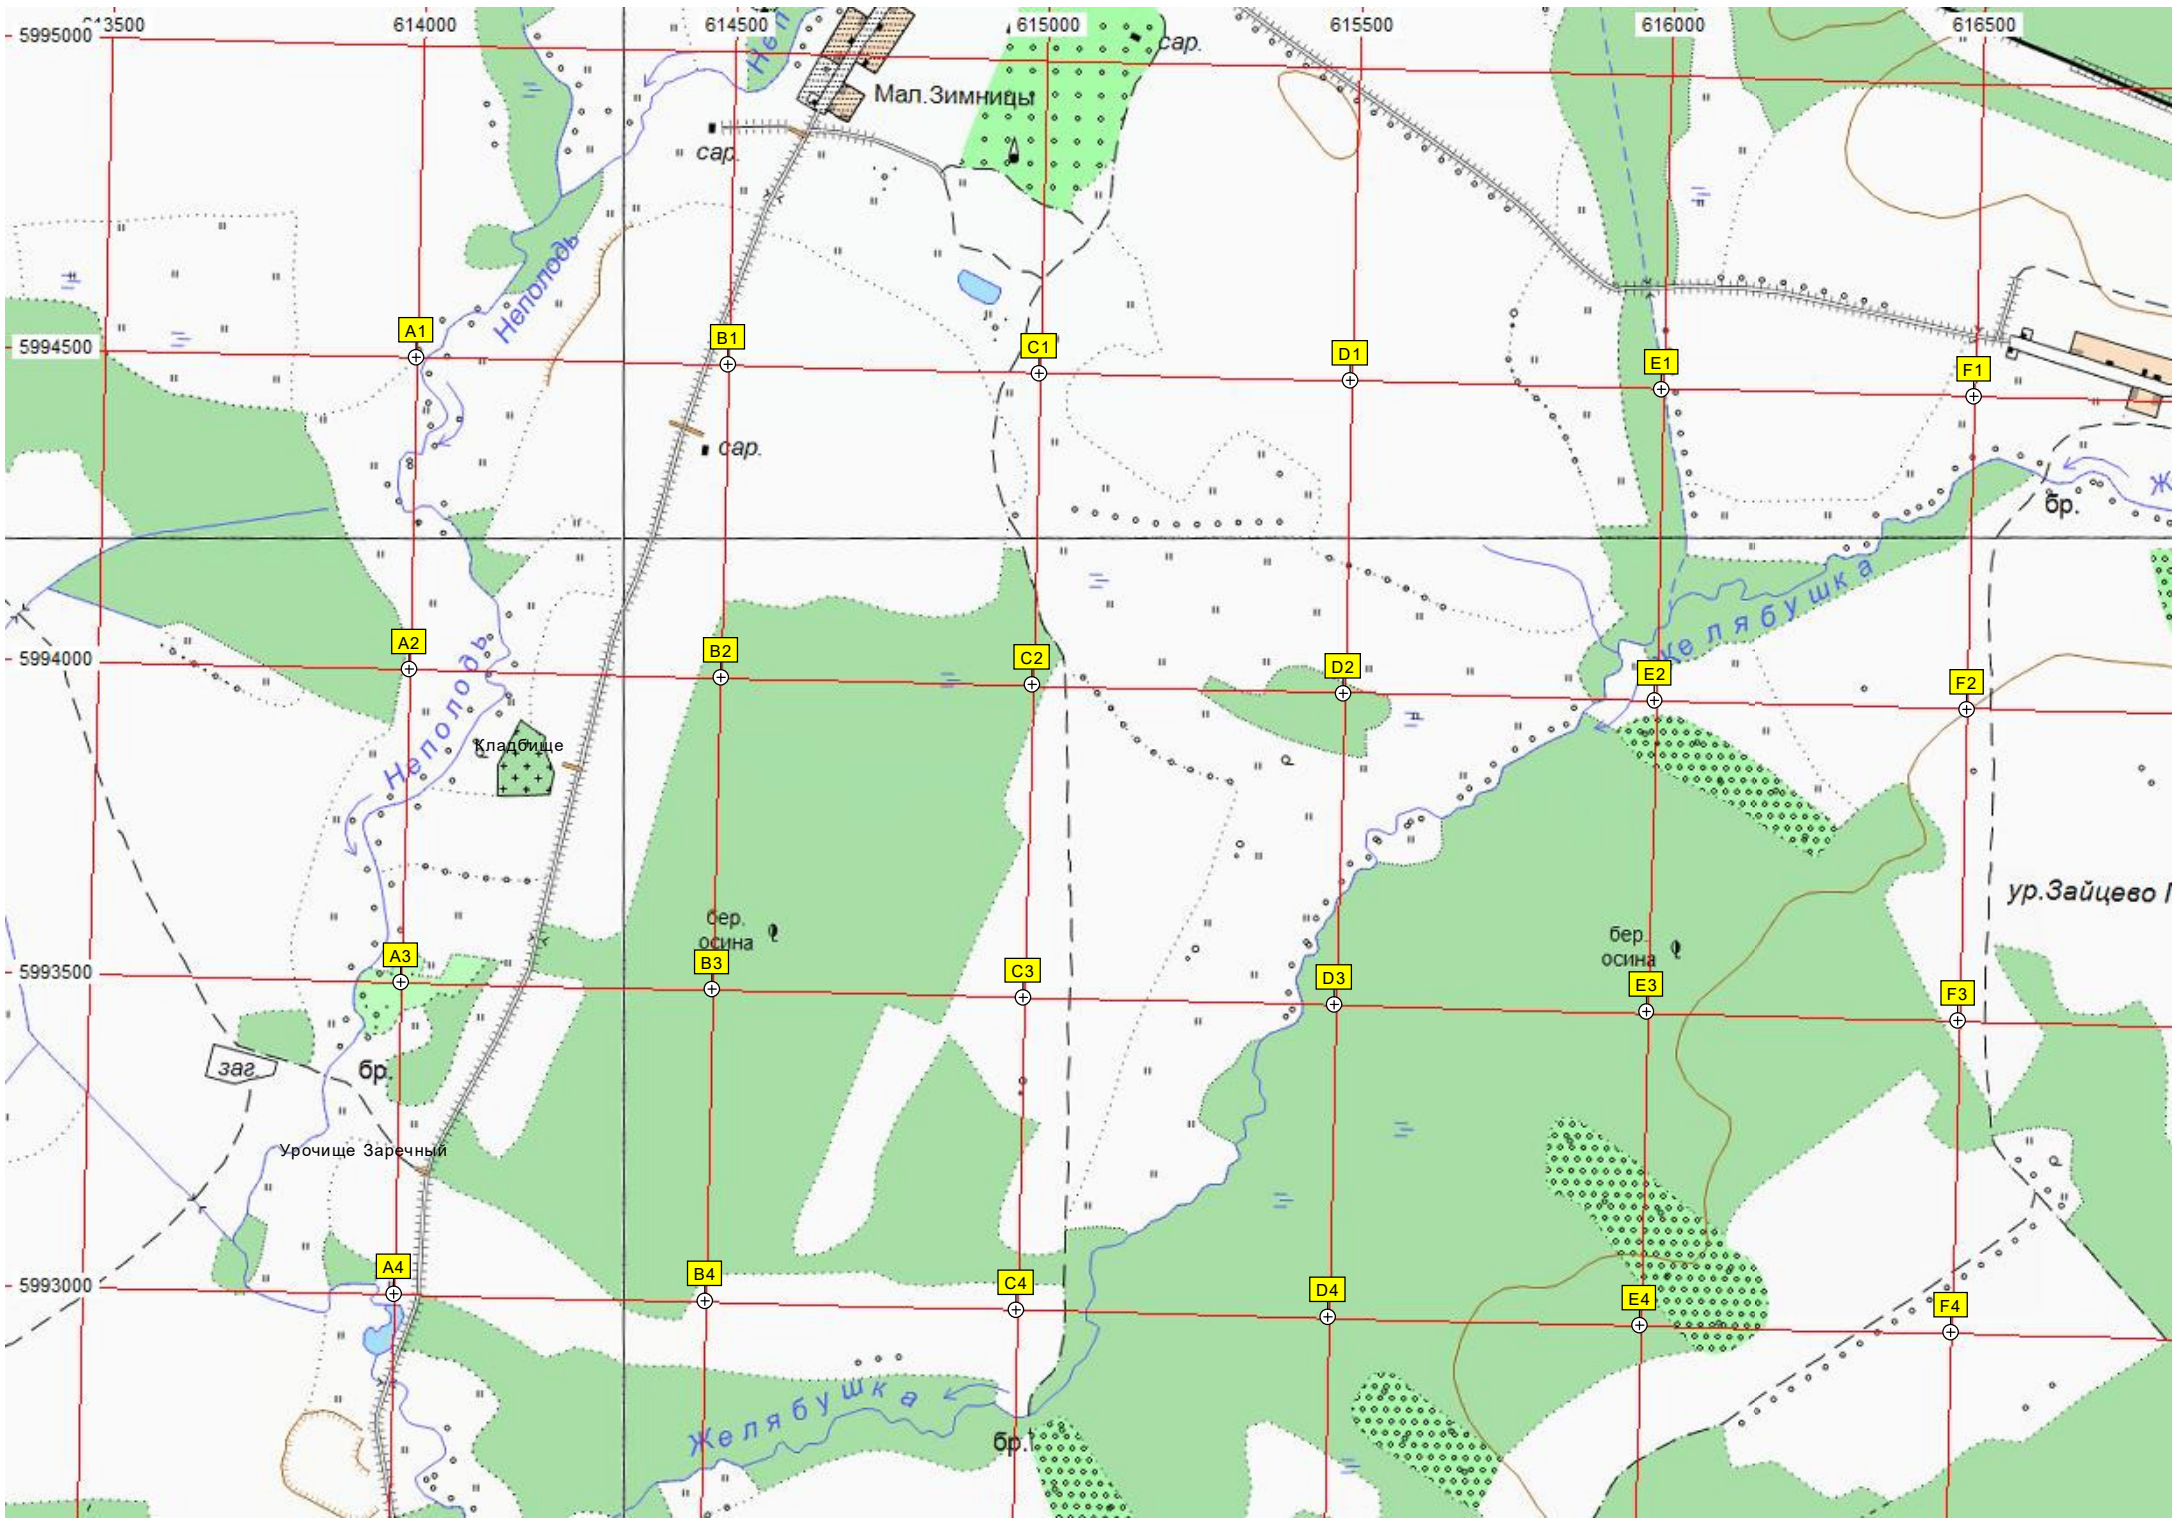 613500 614000 614500 615000 615500 616000 616500
5995000
сар.
Мал.Зимницы
сар.
Неполодь
5994500
A1 B1 C1 D1 E1 F1
сар.
бр.
Желябушка
5994000
A2 B2 C2 D2 E2 F2
Неполодь
Кладбище
ур.Зайцево
бер.
осина
бер.
осина
5993500
A3 B3 C3 D3 E3 F3
заг.
бр.
Урочище Заречный
5993000
A4 B4 C4 D4 E4 F4
Желябушка
бр.